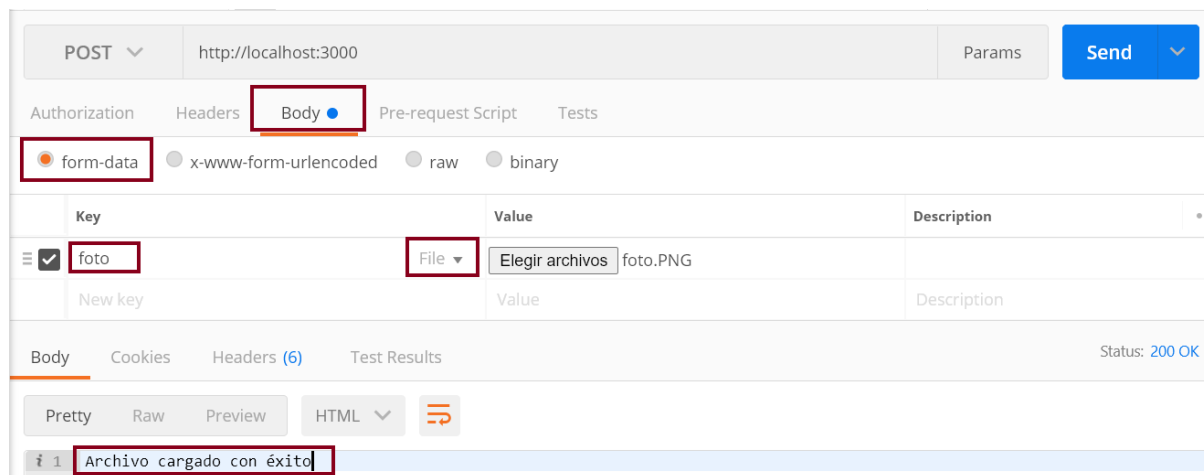 POST http://localhost:3000 Params Send
Authorization Headers Body Pre-request Script Tests
form-data x-www-form-urlencoded raw binary
Key Value Description
foto File Elegir archivos foto.PNG
New key Value Description
Body Cookies Headers (6) Test Results Status: 200 OK
Pretty Raw Preview HTML
i 1 Archivo cargado con éxito